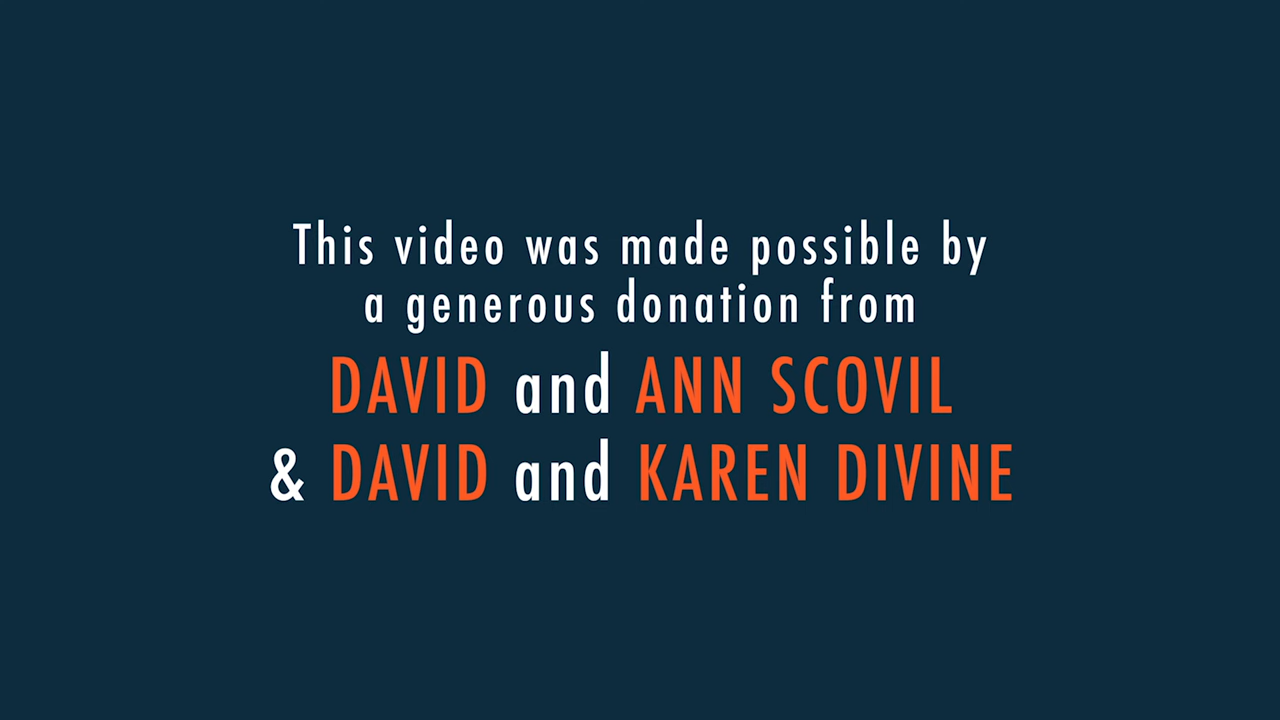 This video was made possible by
a generous donation from
DAVID and ANN SCOVIL
& DAVID and KAREN DIVINE